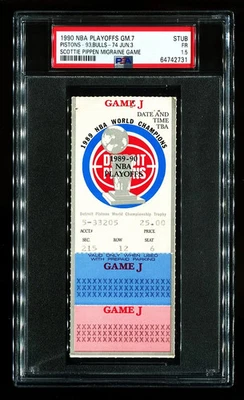 1990 NBA PLAYOFFS GM.7 STUB
PISTONS-93,BULLS-74 JUN.3 FR
SCOTTIE PIPPEN MIGRAINE GAME 1.5
PSA 64742731
GAME J
DATE AND
TIME
TBA
1989 NBA WORLD CHAMPIONS
1989-90
NBA
PLAYOFFS
Detroit Pistons World Championship Trophy
25.00
ACCT# PRICE
SEC. ROW SEAT
215 12 6
VALID ONLY WHEN USED
WITH PREPAID PARKING
GAME J
GAME J